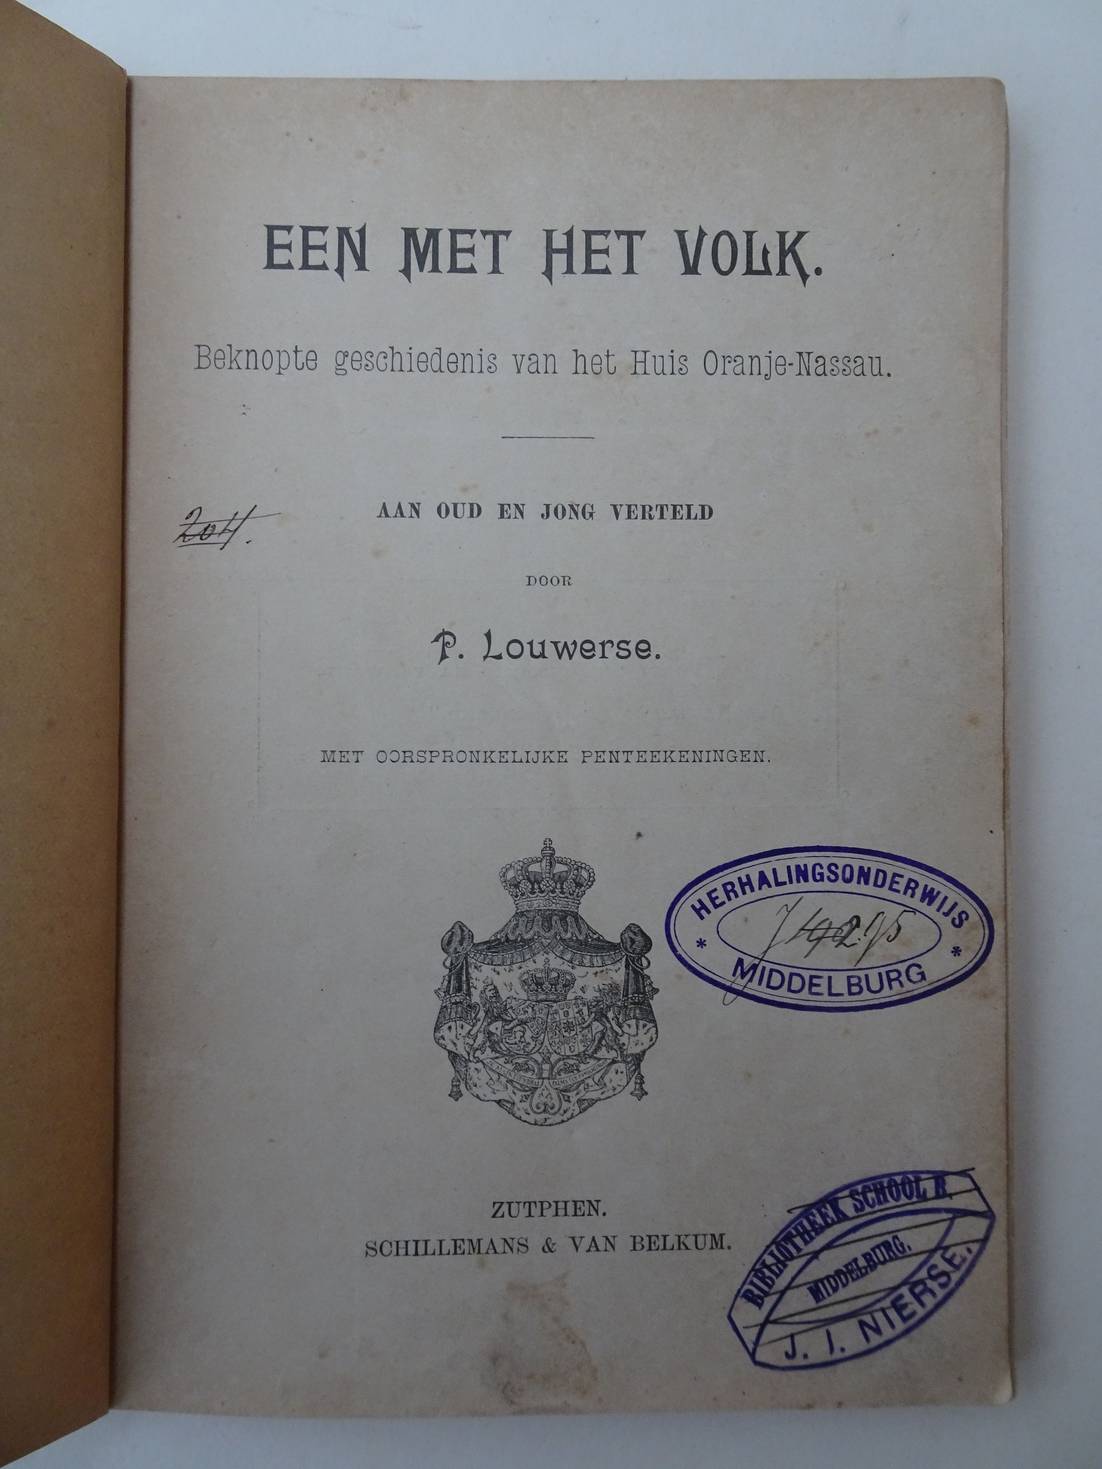 EEN MET HET VOLK.
Beknopte geschiedenis van het Huis Oranje-Nassau.
AAN OUD EN JONG VERTELD
204.
DOOR
P. Louwerse.
MET OORSPRONKELIJKE PENTEEKENINGEN.
HERHALINGSONDERWIJS
* *
MIDDELBURG
BIBLIOTHEEK SCHOOL B.
MIDDELBURG.
J. I. NIERSE.
ZUTPHEN.
SCHILLEMANS & VAN BELKUM.